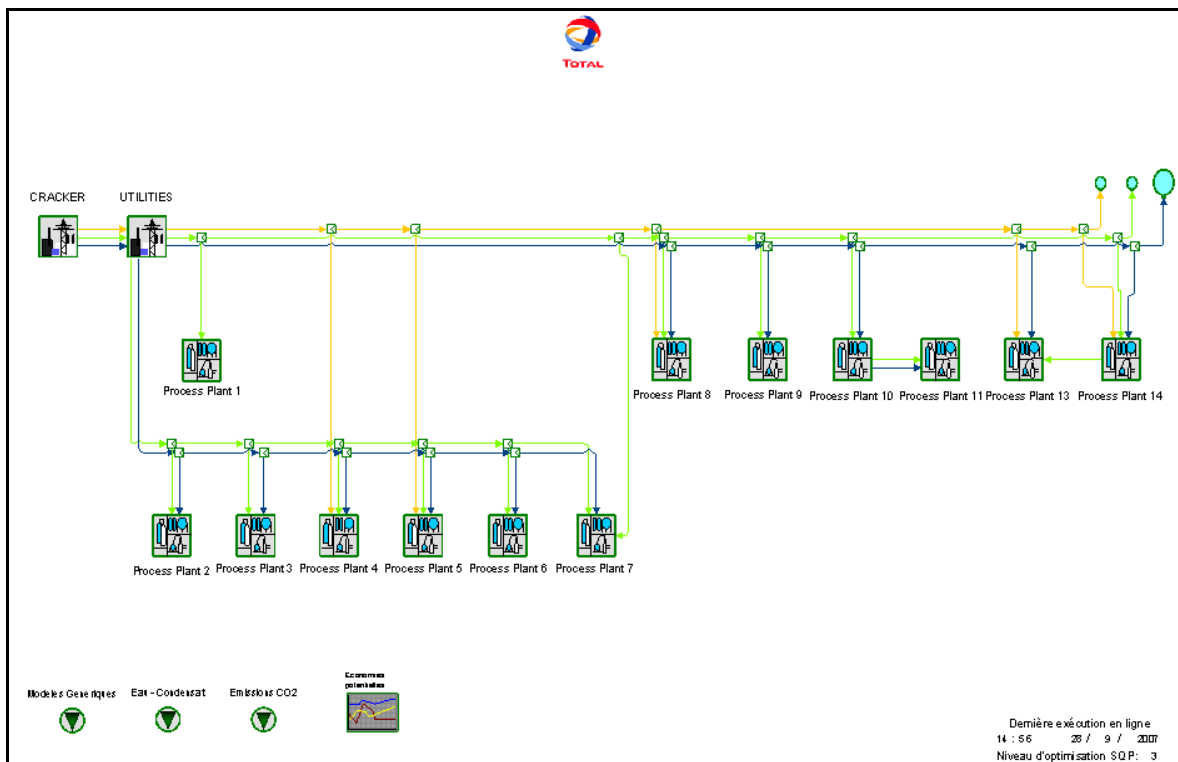 TOTAL
CRACKER
UTILITIES
Process Plant 1
Process Plant 8
Process Plant 9
Process Plant 10
Process Plant 11
Process Plant 13
Process Plant 14
Process Plant 2
Process Plant 3
Process Plant 4
Process Plant 5
Process Plant 6
Process Plant 7
Modeles Generiques
Eau - Condensat
Emissions CO2
Economies
potentielles
Dernière exécution en ligne
14 : 56 28 / 9 / 2007
Niveau d'optimisation SQP: 3